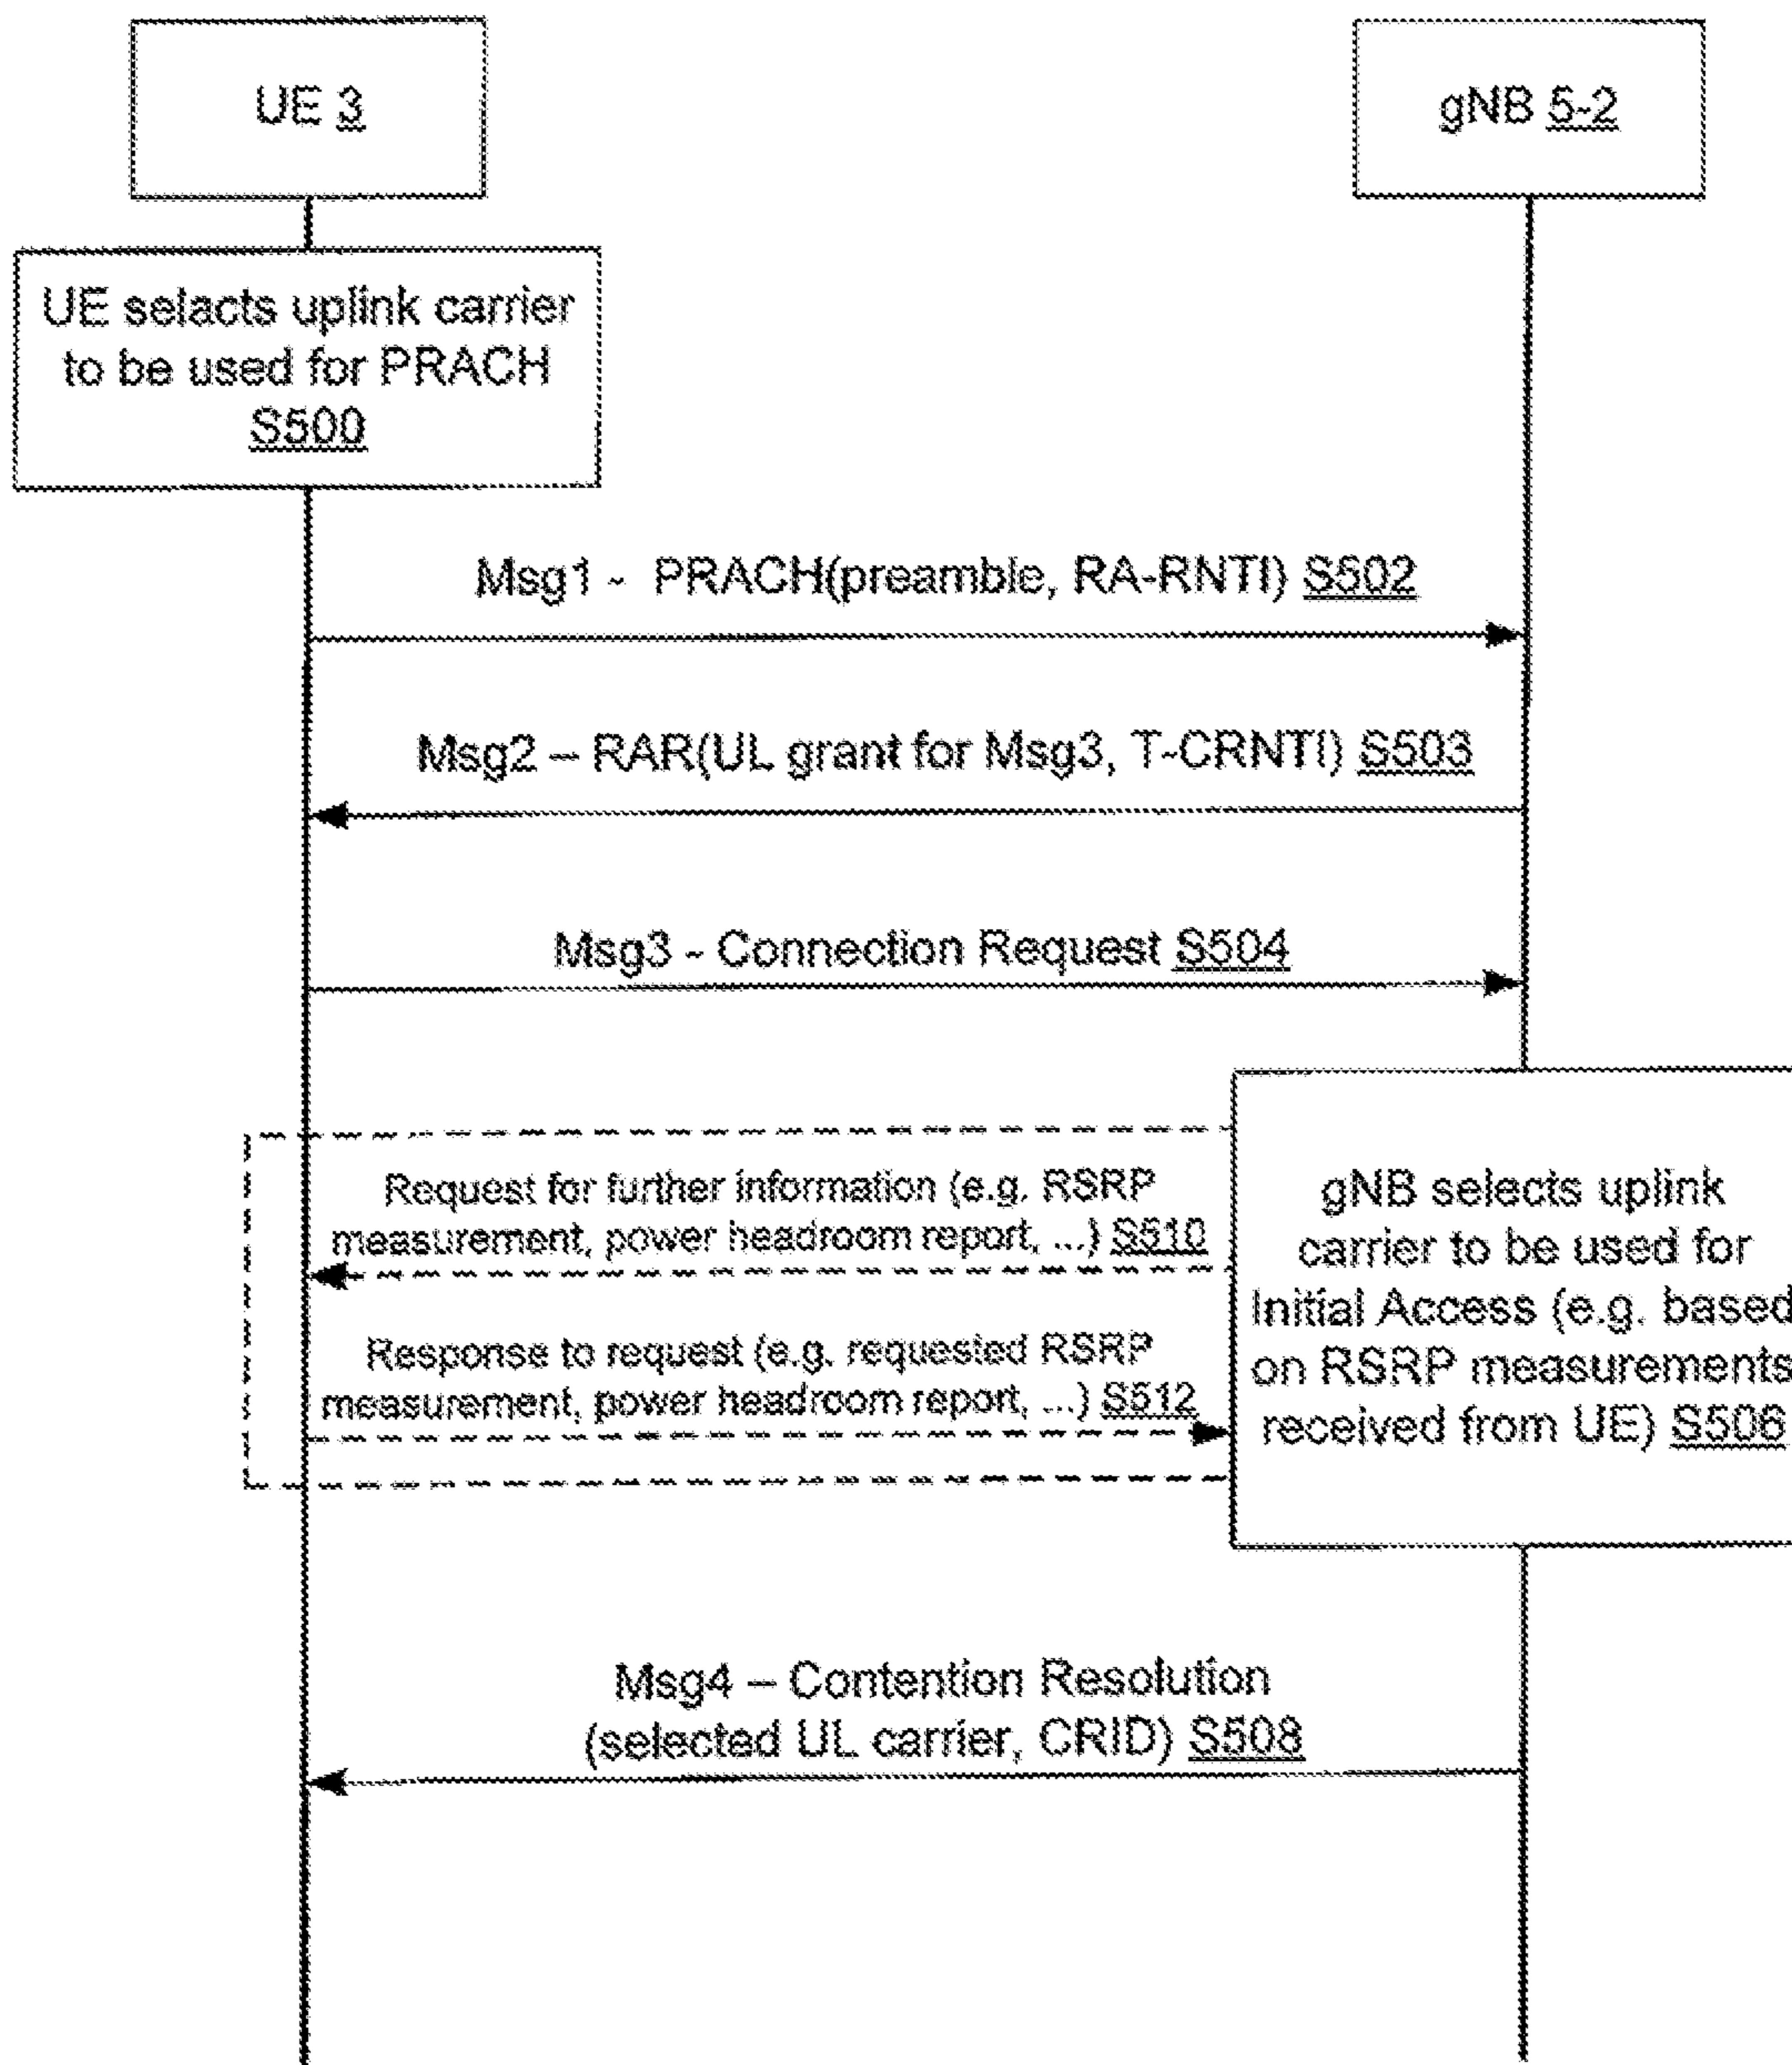 UE 3
gNB 5-2
UE selacts uplink carrier
to be used for PRACH
S500
Msg1 - PRACH(preamble, RA-RNTI) S502
Msg2 – RAR(UL grant for Msg3, T-CRNTI) S503
Msg3 - Connection Request S504
Request for further information (e.g. RSRP
measurement, power headroom report, ...) S510
Response to request (e.g. requested RSRP
measurement, power headroom report, ...) S512
gNB selects uplink
carrier to be used for
Initial Access (e.g. based
on RSRP measurements
received from UE) S506
Msg4 – Contention Resolution
(selected UL carrier, CRID) S508